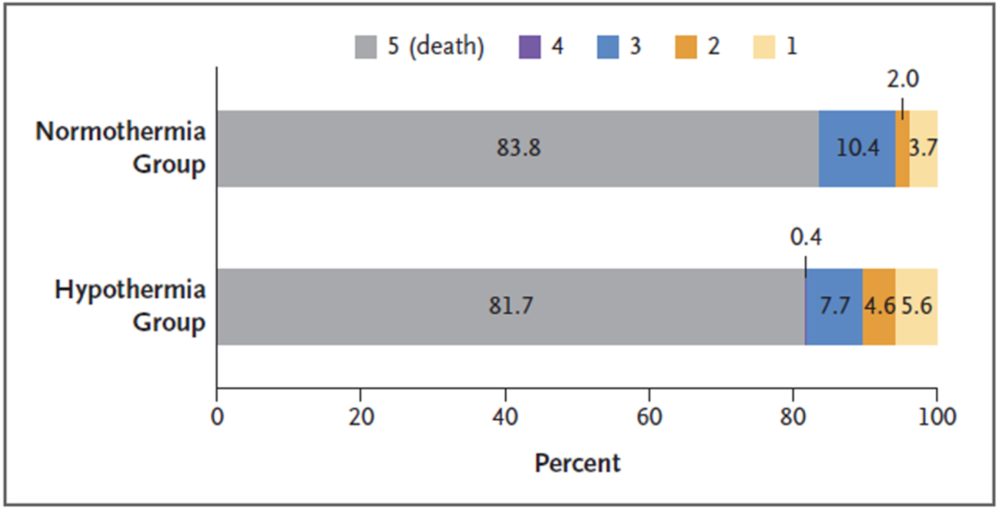 5 (death) 4 3 2 1
2.0
Normothermia
Group
83.8 10.4 3.7
0.4
Hypothermia
Group
81.7 7.7 4.6 5.6
0 20 40 60 80 100
Percent